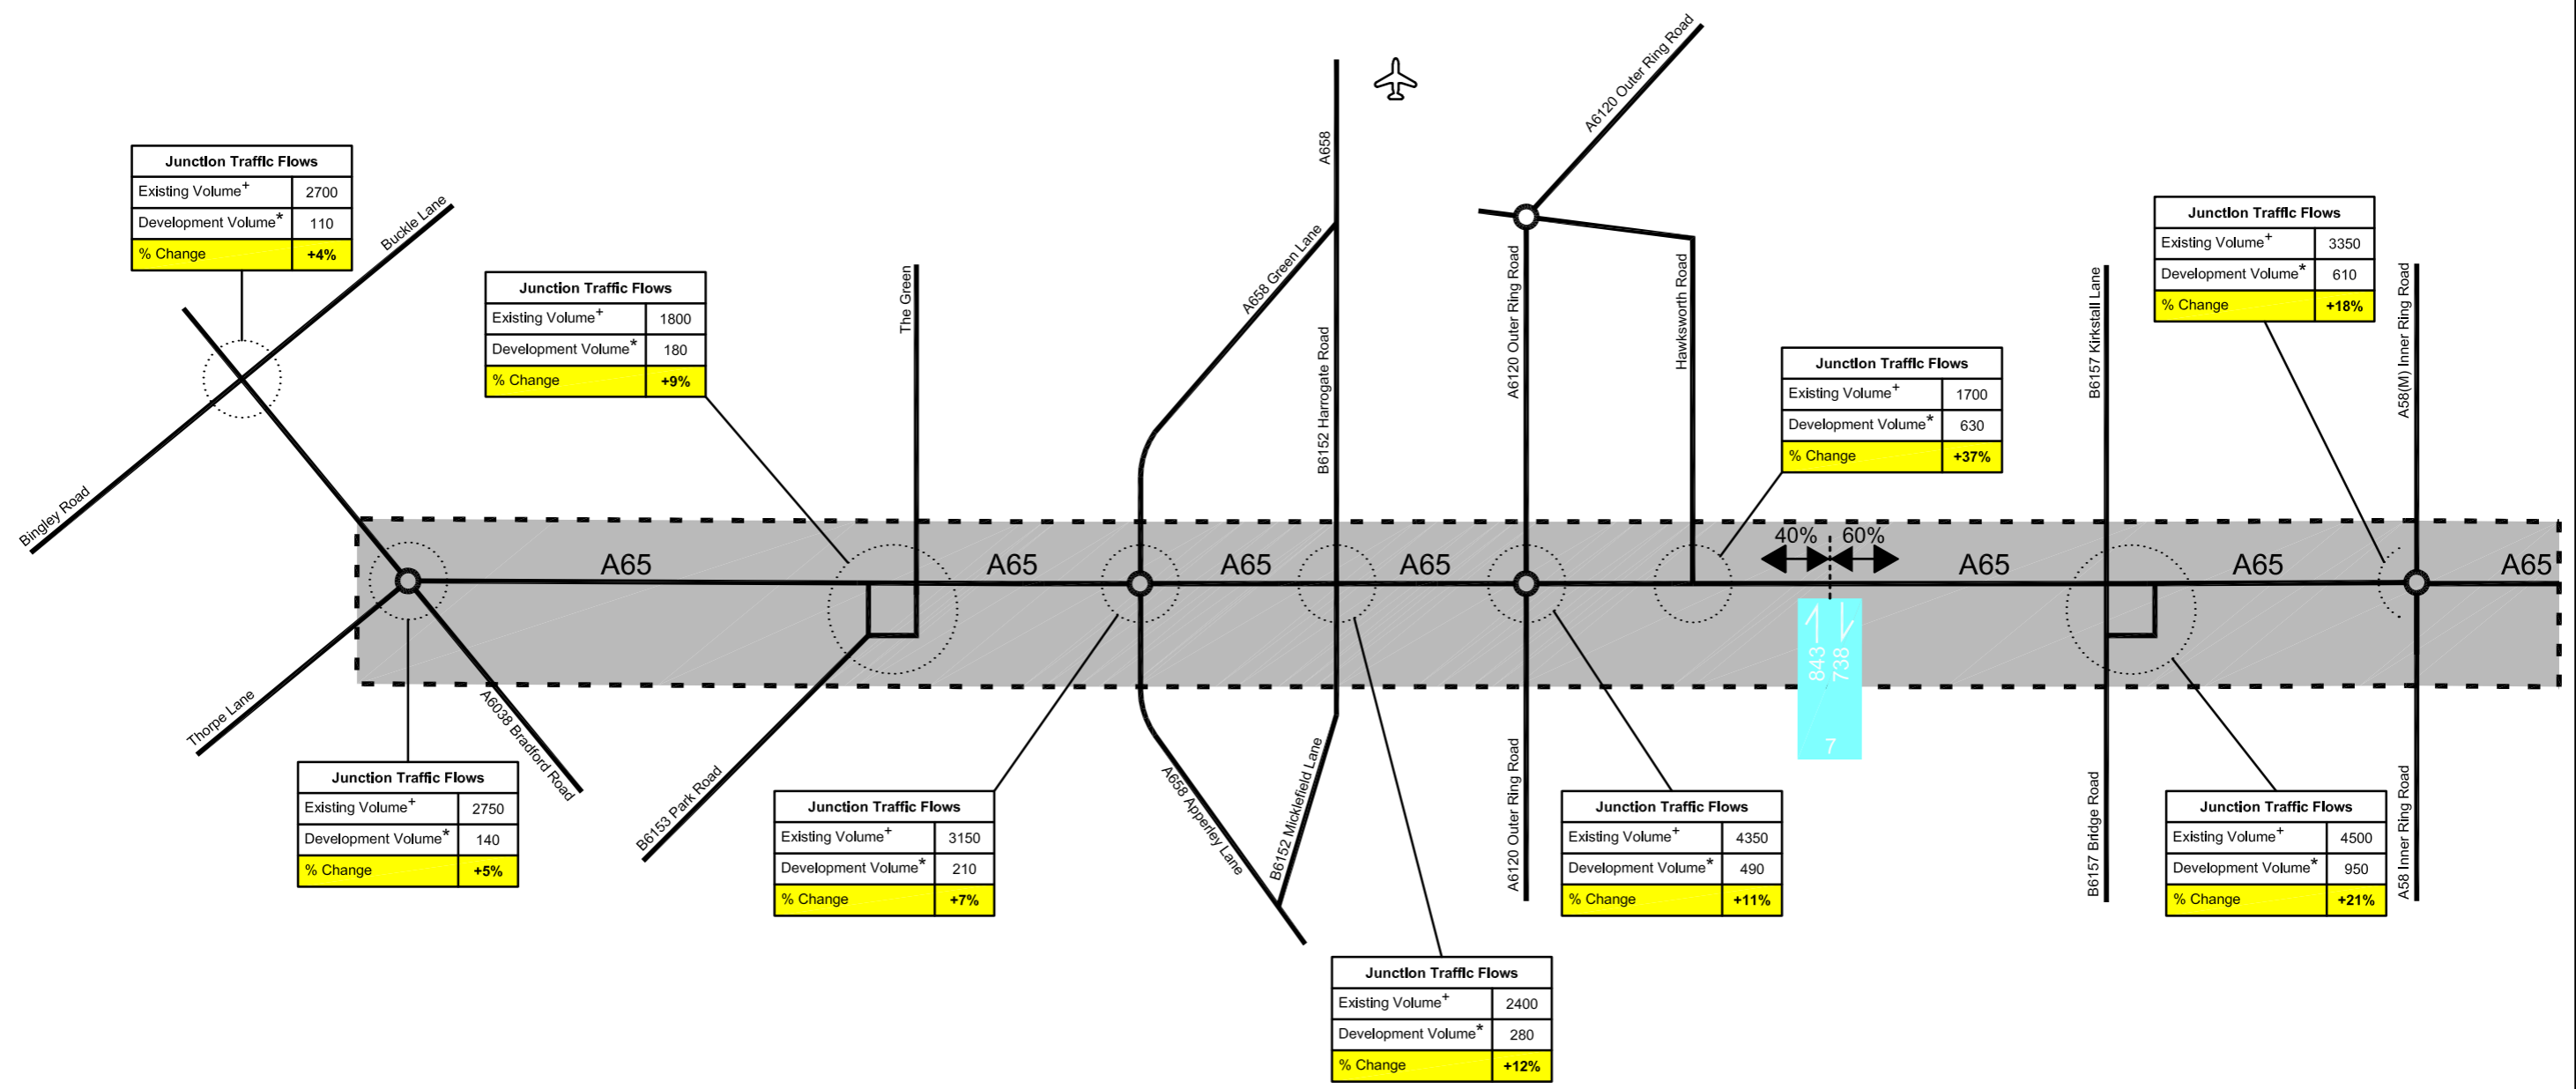 A6120 Outer Ring Road
A658
Junction Traffic Flows
Existing Volume+ 2700
Development Volume* 110
% Change +4%
Buckle Lane
Bingley Road
Junction Traffic Flows
Existing Volume+ 1800
Development Volume* 180
% Change +9%
The Green
A658 Green Lane
B6152 Harrogate Road
A6120 Outer Ring Road
Hawksworth Road
Junction Traffic Flows
Existing Volume+ 1700
Development Volume* 630
% Change +37%
B6157 Kirkstall Lane
Junction Traffic Flows
Existing Volume+ 3350
Development Volume* 610
% Change +18%
A58(M) Inner Ring Road
40% 60%
A65 A65 A65 A65 A65 A65 A65
843
738
7
Thorpe Lane
A6038 Bradford Road
Junction Traffic Flows
Existing Volume+ 2750
Development Volume* 140
% Change +5%
B6153 Park Road
Junction Traffic Flows
Existing Volume+ 3150
Development Volume* 210
% Change +7%
A658 Apperley Lane
B6152 Micklefield Lane
A6120 Outer Ring Road
Junction Traffic Flows
Existing Volume+ 4350
Development Volume* 490
% Change +11%
B6157 Bridge Road
Junction Traffic Flows
Existing Volume+ 4500
Development Volume* 950
% Change +21%
A58 Inner Ring Road
Junction Traffic Flows
Existing Volume+ 2400
Development Volume* 280
% Change +12%